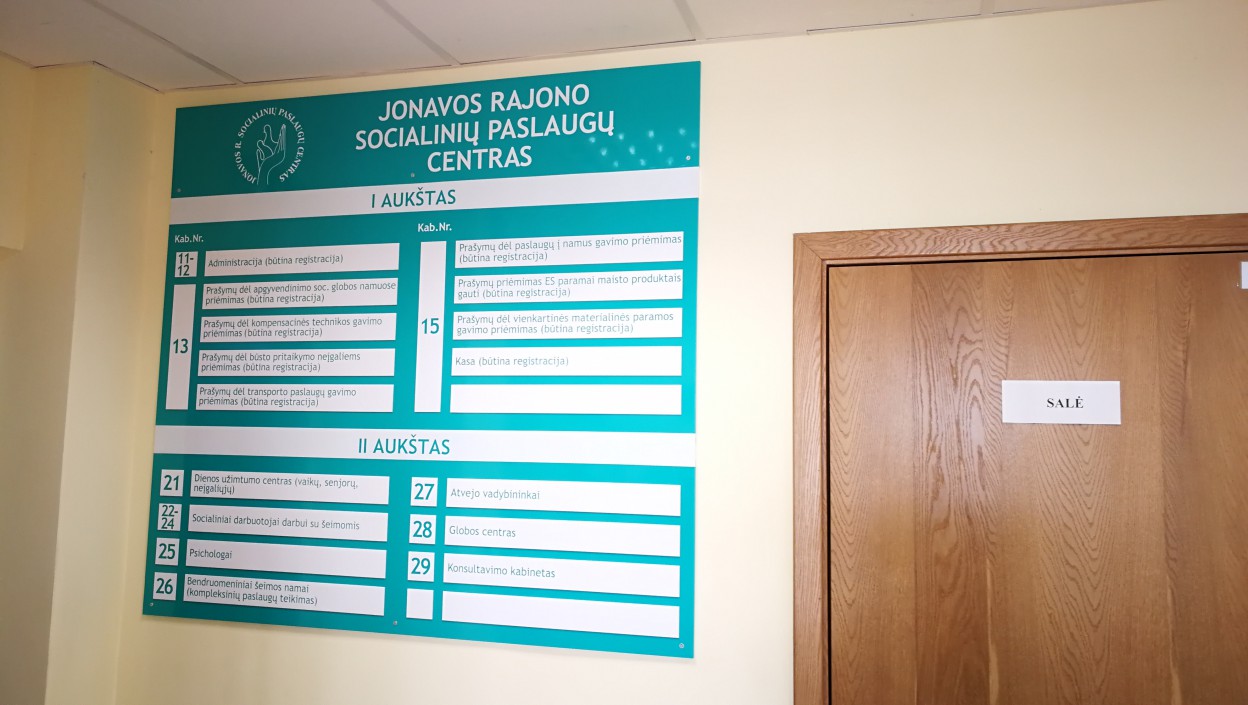 JONAVOS R. SOCIALINIŲ PASLAUGŲ CENTRAS
JONAVOS RAJONO
SOCIALINIŲ PASLAUGŲ
CENTRAS
I AUKŠTAS
Kab.Nr.
11-
12
Administracija (būtina registracija)
13
Prašymų dėl apgyvendinimo soc. globos namuose
priėmimas (būtina registracija)
Prašymų dėl kompensacinės technikos gavimo
priėmimas (būtina registracija)
Prašymų dėl būsto pritaikymo neįgaliems
priėmimas (būtina registracija)
Prašymų dėl transporto paslaugų gavimo
priėmimas (būtina registracija)
Kab.Nr.
15
Prašymų dėl paslaugų į namus gavimo priėmimas
(būtina registracija)
Prašymų priėmimas ES paramai maisto produktais
gauti (būtina registracija)
Prašymų dėl vienkartinės materialinės paramos
gavimo priėmimas (būtina registracija)
Kasa (būtina registracija)
II AUKŠTAS
21
Dienos užimtumo centras (vaikų, senjorų,
neįgaliųjų)
22-
24
Socialiniai darbuotojai darbui su šeimomis
25
Psichologai
26
Bendruomeniniai šeimos namai
(kompleksinių paslaugų teikimas)
27
Atvejo vadybininkai
28
Globos centras
29
Konsultavimo kabinetas
SALĖ